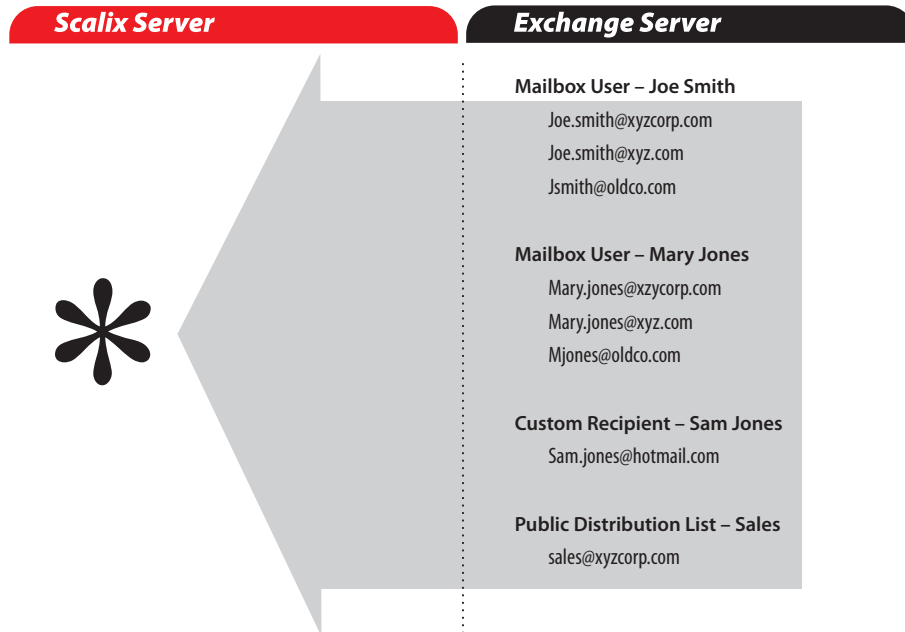 Scalix Server
Exchange Server
Mailbox User – Joe Smith
Joe.smith@xyzcorp.com
Joe.smith@xyz.com
Jsmith@oldco.com
Mailbox User – Mary Jones
Mary.jones@xzycorp.com
Mary.jones@xyz.com
Mjones@oldco.com
Custom Recipient – Sam Jones
Sam.jones@hotmail.com
Public Distribution List – Sales
sales@xyzcorp.com
*